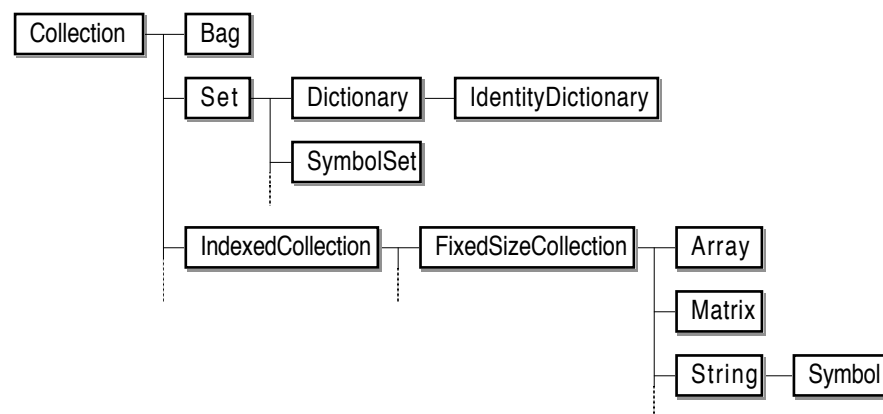 Collection
Bag
Set
Dictionary
IdentityDictionary
SymbolSet
IndexedCollection
FixedSizeCollection
Array
Matrix
String
Symbol